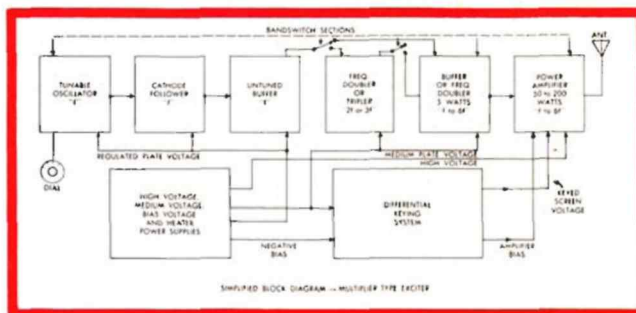 BANDSWITCH SECTIONS
ANT
TUNABLE
OSCILLATOR
"F"
CATHODE
FOLLOWER
"F"
UNTUNED
BUFFER
"F"
FREQ
DOUBLER
OR
TRIPLER
2F or 3F
BUFFER
OR FREQ
DOUBLER
5 WATTS
F to 6F
POWER
AMPLIFIER
50 to 200
WATTS
F to 6F
DIAL
REGULATED PLATE VOLTAGE
MEDIUM PLATE VOLTAGE
HIGH VOLTAGE
HIGH VOLTAGE,
MEDIUM VOLTAGE,
BIAS VOLTAGE
AND HEATER
POWER SUPPLIES
NEGATIVE
BIAS
DIFFERENTIAL
KEYING
SYSTEM
KEYED
SCREEN
VOLTAGE
AMPLIFIER
BIAS
SIMPLIFIED BLOCK DIAGRAM — MULTIPLIER TYPE EXCITER